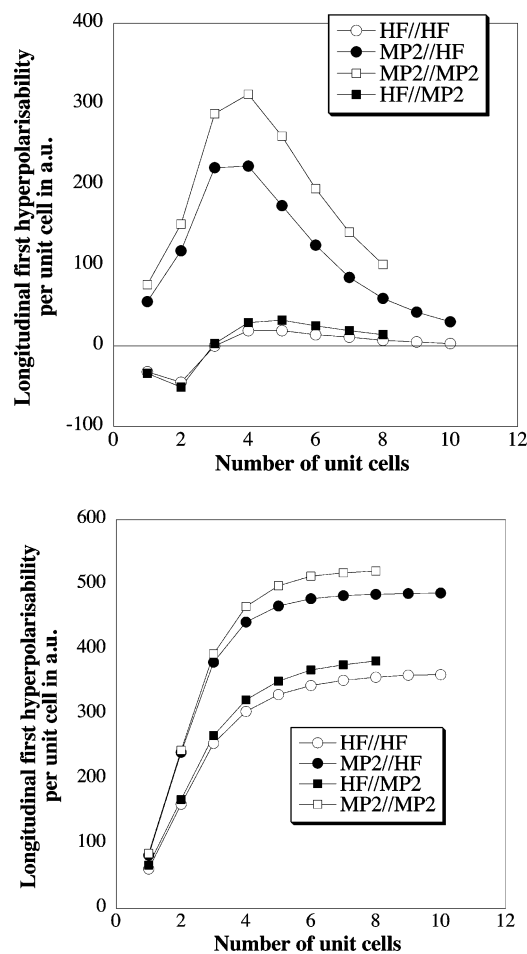 400
300
200
100
0
-100
0
2
4
6
8
10
12
Longitudinal first hyperpolarisability
per unit cell in a.u.
Number of unit cells
HF//HF
MP2//HF
MP2//MP2
HF//MP2
600
500
400
300
200
100
0
0
2
4
6
8
10
12
Longitudinal first hyperpolarisability
per unit cell in a.u.
Number of unit cells
HF//HF
MP2//HF
HF//MP2
MP2//MP2